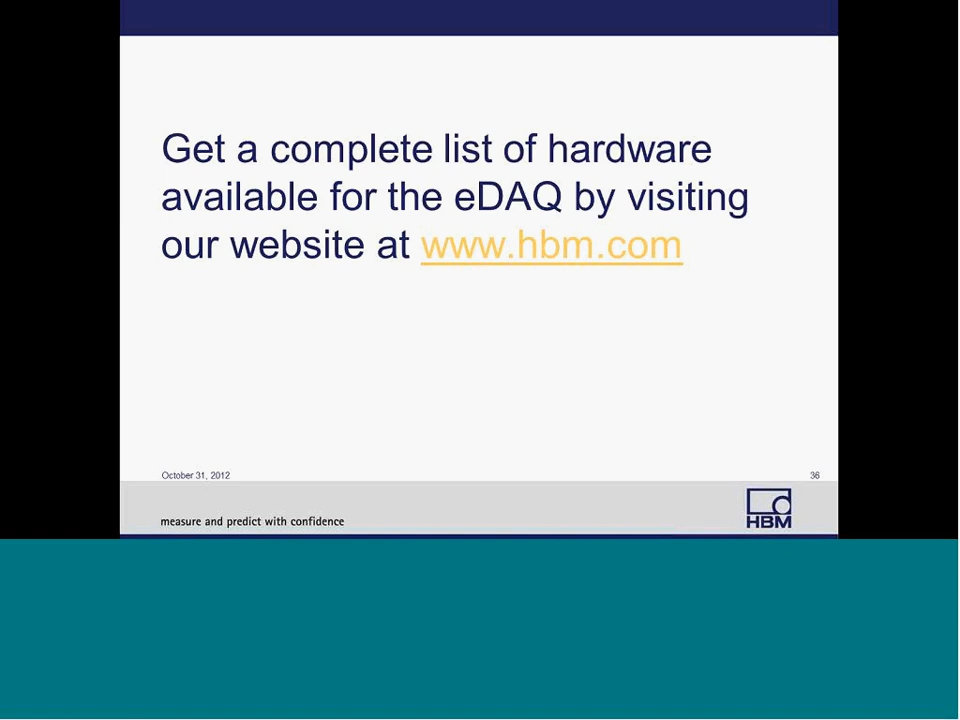 Get a complete list of hardware
available for the eDAQ by visiting
our website at www.hbm.com
October 31, 2012
36
measure and predict with confidence
HBM